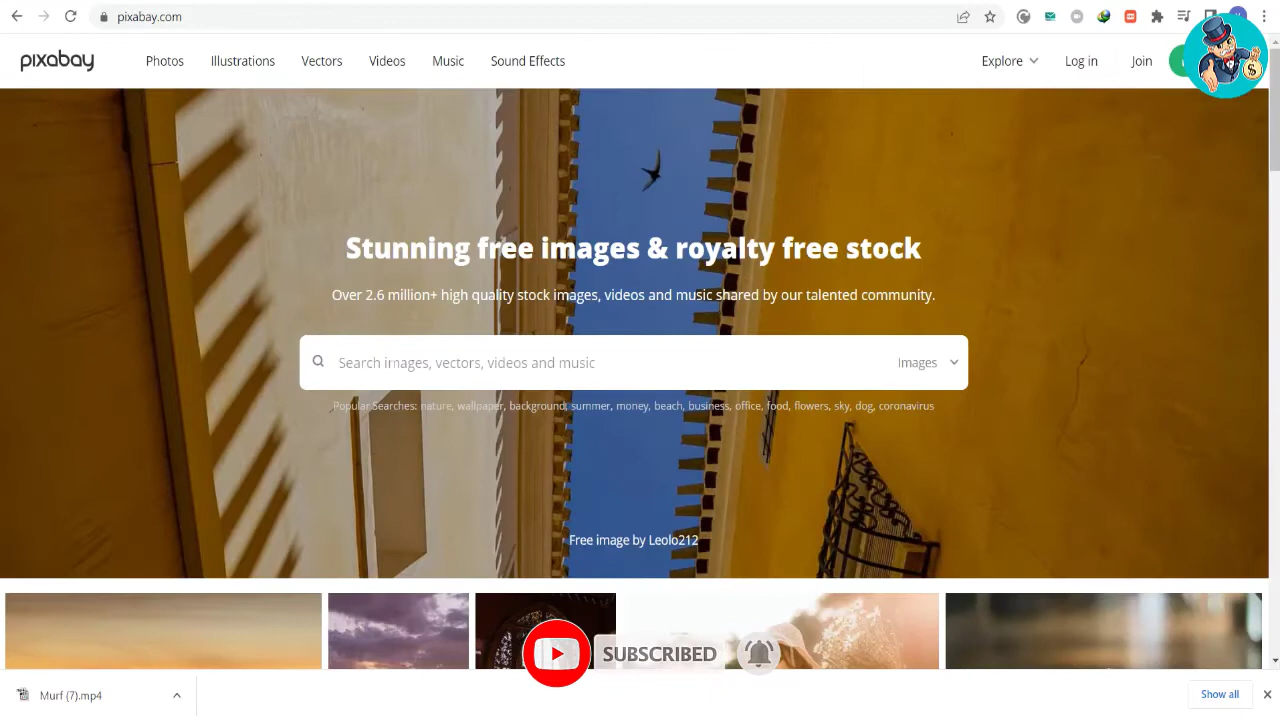 pixabay.com
pixabay
Photos
Illustrations
Vectors
Videos
Music
Sound Effects
Explore
Log in
Join
Stunning free images & royalty free stock
Over 2.6 million+ high quality stock images, videos and music shared by our talented community.
Search images, vectors, videos and music
Images
Popular Searches: nature, wallpaper, background, summer, money, beach, business, office, food, flowers, sky, dog, coronavirus
Free image by Leolo212
SUBSCRIBED
Murf (7).mp4
Show all